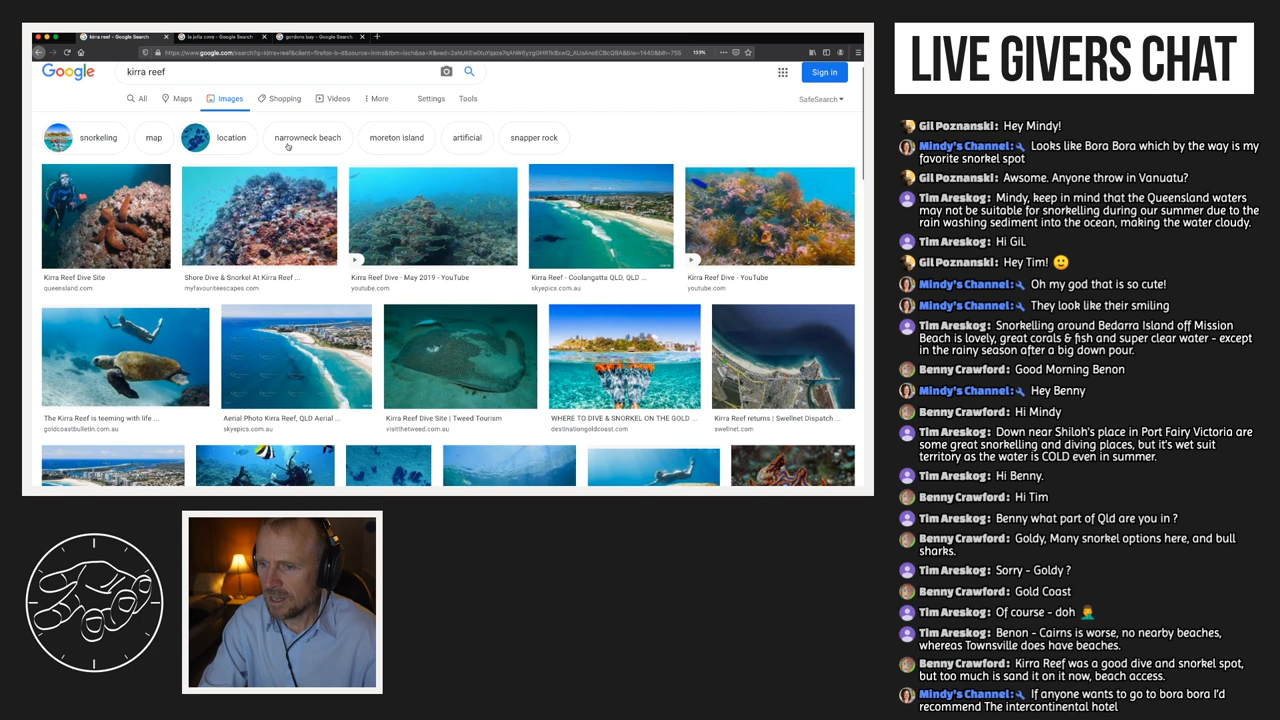 kirra reef - Google Search
la jolla cove - Google Search
gordons bay - Google Search
133%
Google
kirra reef
Sign in
All
Maps
Images
Shopping
Videos
More
Settings
Tools
SafeSearch
snorkeling
map
location
narrowneck beach
moreton island
artificial
snapper rock
Kirra Reef Dive Site
queensland.com
Shore Dive & Snorkel At Kirra Reef ...
myfavouriteescapes.com
Kirra Reef Dive - May 2019 - YouTube
youtube.com
Kirra Reef - Coolangatta QLD, QLD ...
skyepics.com.au
Kirra Reef Dive - YouTube
youtube.com
The Kirra Reef is teeming with life ...
goldcoastbulletin.com.au
Aerial Photo Kirra Reef, QLD Aerial ...
skyepics.com.au
Kirra Reef Dive Site | Tweed Tourism
visitthetweed.com
WHERE TO DIVE & SNORKEL ON THE GOLD ...
destinationgoldcoast.com
Kirra Reef returns | Swellnet Dispatch ...
swellnet.com
LIVE GIVERS CHAT
Gil Poznanski: Hey Mindy!
Mindy's Channel: Looks like Bora Bora which by the way is my
favorite snorkel spot
Gil Poznanski: Awsome. Anyone throw in Vanuatu?
Tim Areskog: Mindy, keep in mind that the Queensland waters
may not be suitable for snorkelling during our summer due to the
rain washing sediment into the ocean, making the water cloudy.
Tim Areskog: Hi GiL
Gil Poznanski: Hey Tim! 🙂
Mindy's Channel: Oh my god that is so cute!
Mindy's Channel: They look like their smiling
Tim Areskog: Snorkelling around Bedarra Island off Mission
Beach is lovely, great corals & fish and super clear water - except
in the rainy season after a big down pour.
Benny Crawford: Good Morning Benon
Mindy's Channel: Hey Benny
Benny Crawford: Hi Mindy
Tim Areskog: Down near Shiloh's place in Port Fairy Victoria are
some great snorkelling and diving places, but it's wet suit
territory as the water is COLD even in summer.
Tim Areskog: Hi Benny.
Benny Crawford: Hi Tim
Tim Areskog: Benny what part of Qld are you in ?
Benny Crawford: Goldy, Many snorkel options here, and bull
sharks.
Tim Areskog: Sorry - Goldy ?
Benny Crawford: Gold Coast
Tim Areskog: Of course - doh 🤦‍♂️
Tim Areskog: Benon - Cairns is worse, no nearby beaches,
whereas Townsville does have beaches.
Benny Crawford: Kirra Reef was a good dive and snorkel spot,
but too much is sand it on it now, beach access.
Mindy's Channel: If anyone wants to go to bora bora I'd
recommend The intercontinental hotel